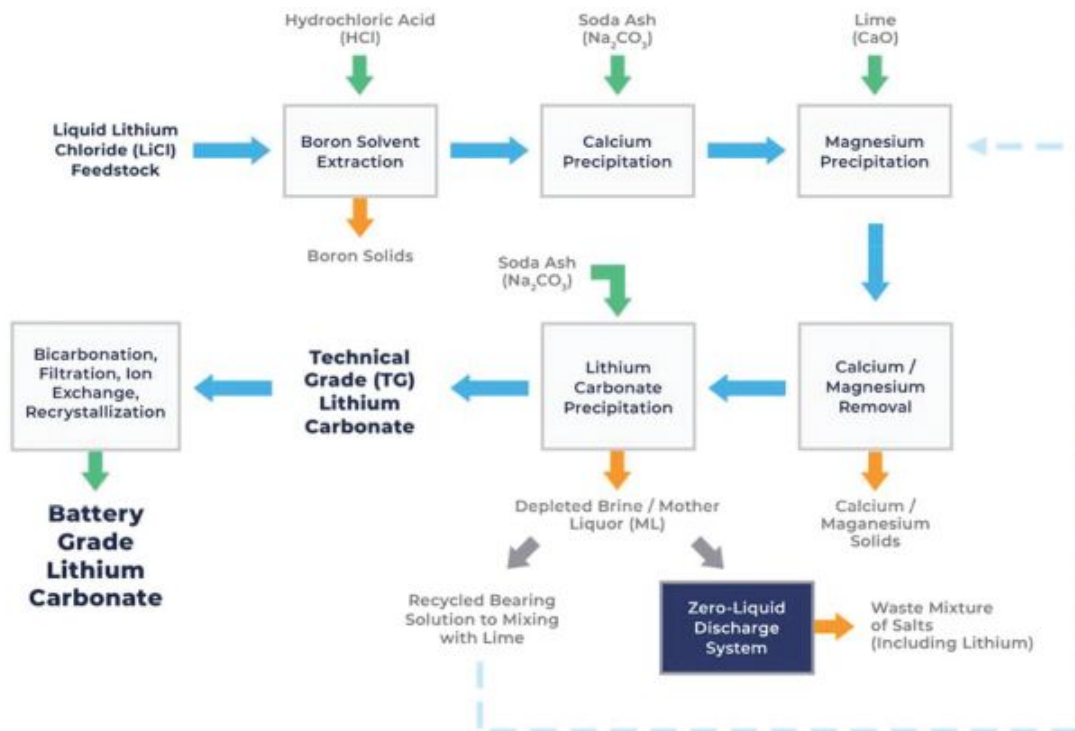 Hydrochloric Acid
(HCl)
Soda Ash
(Na₂CO₃)
Lime
(CaO)
Liquid Lithium
Chloride (LiCl)
Feedstock
Boron Solvent
Extraction
Calcium
Precipitation
Magnesium
Precipitation
Boron Solids
Soda Ash
(Na₂CO₃)
Bicarbonation,
Filtration, Ion
Exchange,
Recrystallization
Technical
Grade (TG)
Lithium
Carbonate
Lithium
Carbonate
Precipitation
Calcium /
Magnesium
Removal
Battery
Grade
Lithium
Carbonate
Depleted Brine / Mother
Liquor (ML)
Calcium /
Maganesium
Solids
Recycled Bearing
Solution to Mixing
with Lime
Zero-Liquid
Discharge
System
Waste Mixture
of Salts
(Including Lithium)